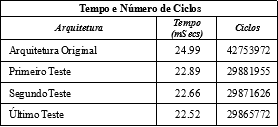 Tempo e Número de Ciclos
Arquitetura Tempo (mSecs) Ciclos
Arquitetura Original 24.99 42753972
Primeiro Teste 22.89 29881955
Segundo Teste 22.66 29871626
Último Teste 22.52 29865772